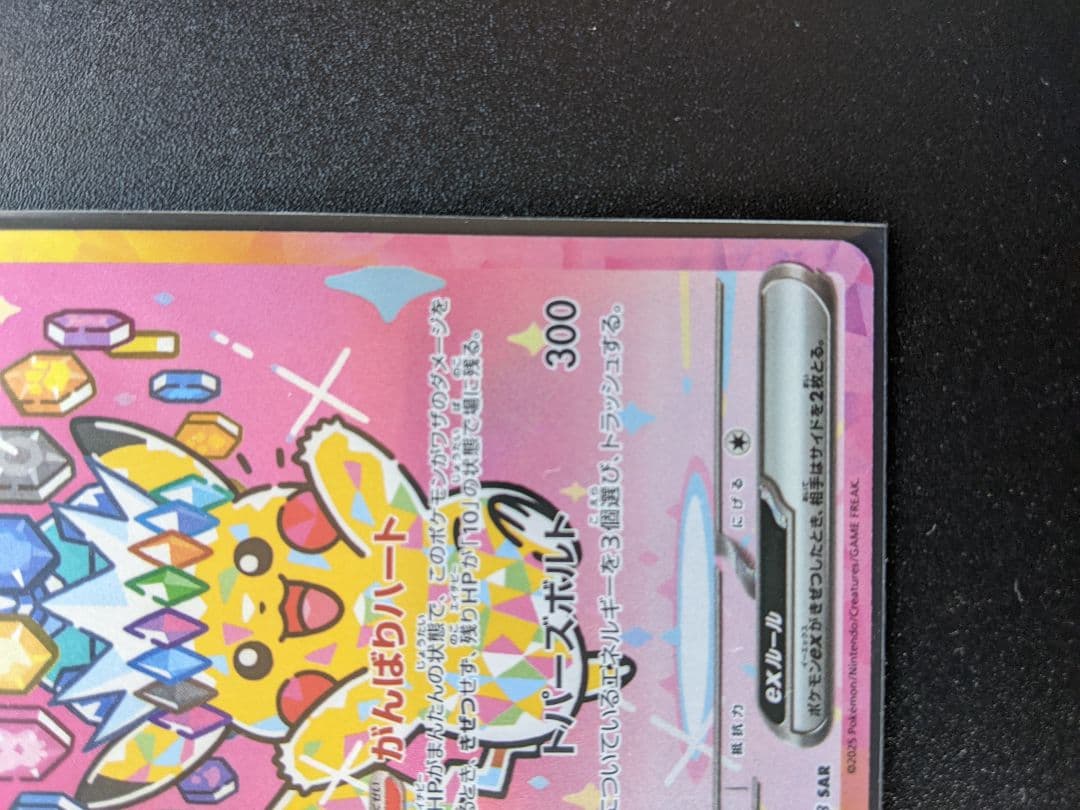 がんばりハート
HPがまんたんの状態で、このポケモンがワザのダメージを
とき、きぜつせず、残りHPが「10」の状態で場に残る。
トパーズボルト 300
についているエネルギーを3個選び、トラッシュする。
抵抗力 にげる
exルール
ポケモンexがきぜつしたとき、相手はサイドを2枚とる。
SAR
©2025 Pokémon/Nintendo/Creatures/GAME FREAK.